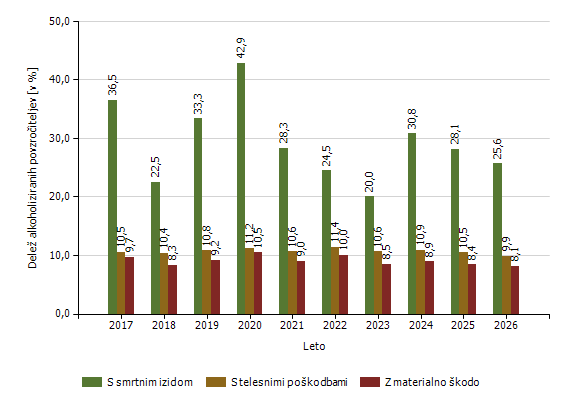 Delež alkoholiziranih povzročiteljev [v %]
50,0
40,0
30,0
20,0
10,0
0,0
36,5 10,5 9,7
22,5 10,4 8,3
33,3 10,8 9,2
42,9 11,2 10,5
28,3 10,6 9,0
24,5 11,4 10,0
20,0 10,6 8,5
30,8 10,9 8,9
28,1 10,5 8,4
25,6 9,9 8,1
2017 2018 2019 2020 2021 2022 2023 2024 2025 2026
Leto
S smrtnim izidom S telesnimi poškodbami Z materialno škodo